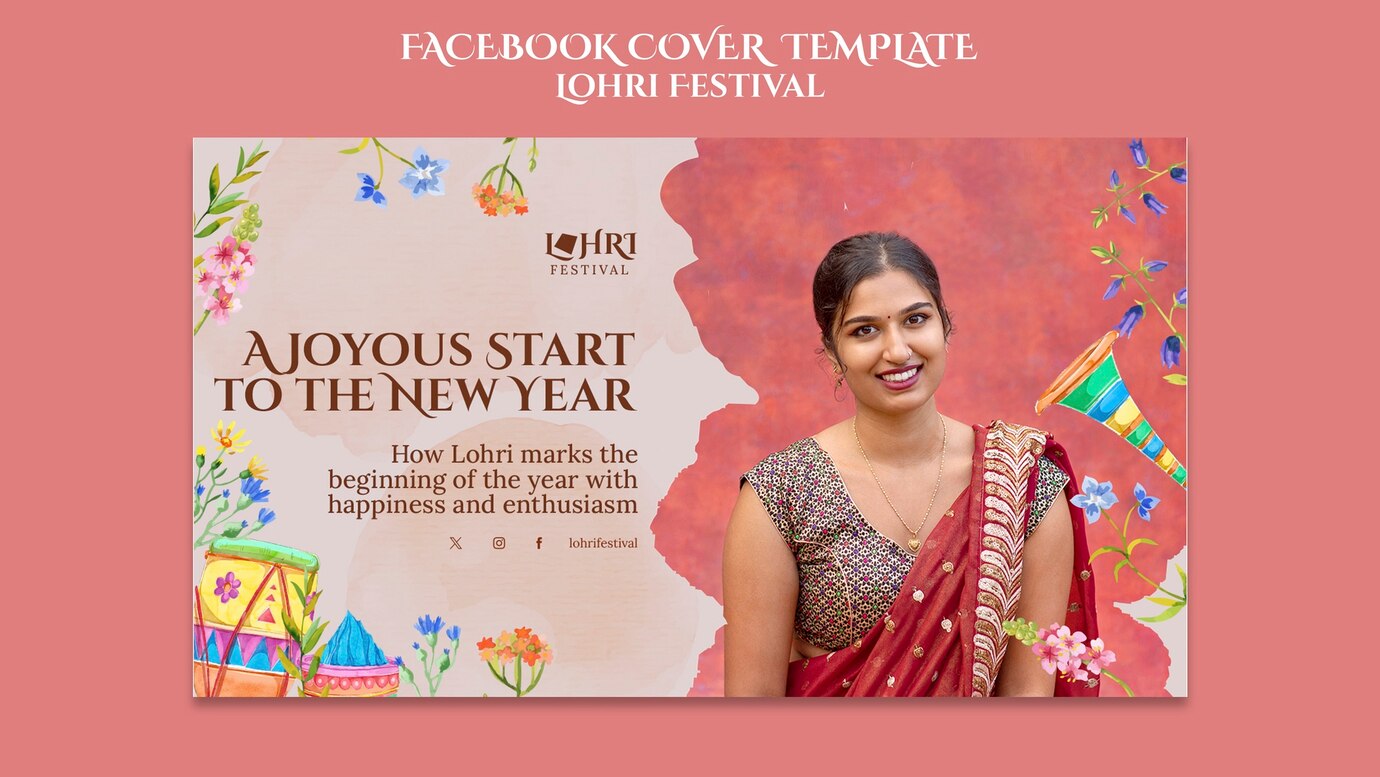 FACEBOOK COVER TEMPLATE
LOHRI FESTIVAL
LOHRI
FESTIVAL
A JOYOUS START
TO THE NEW YEAR
How Lohri marks the
beginning of the year with
happiness and enthusiasm
lohrifestival